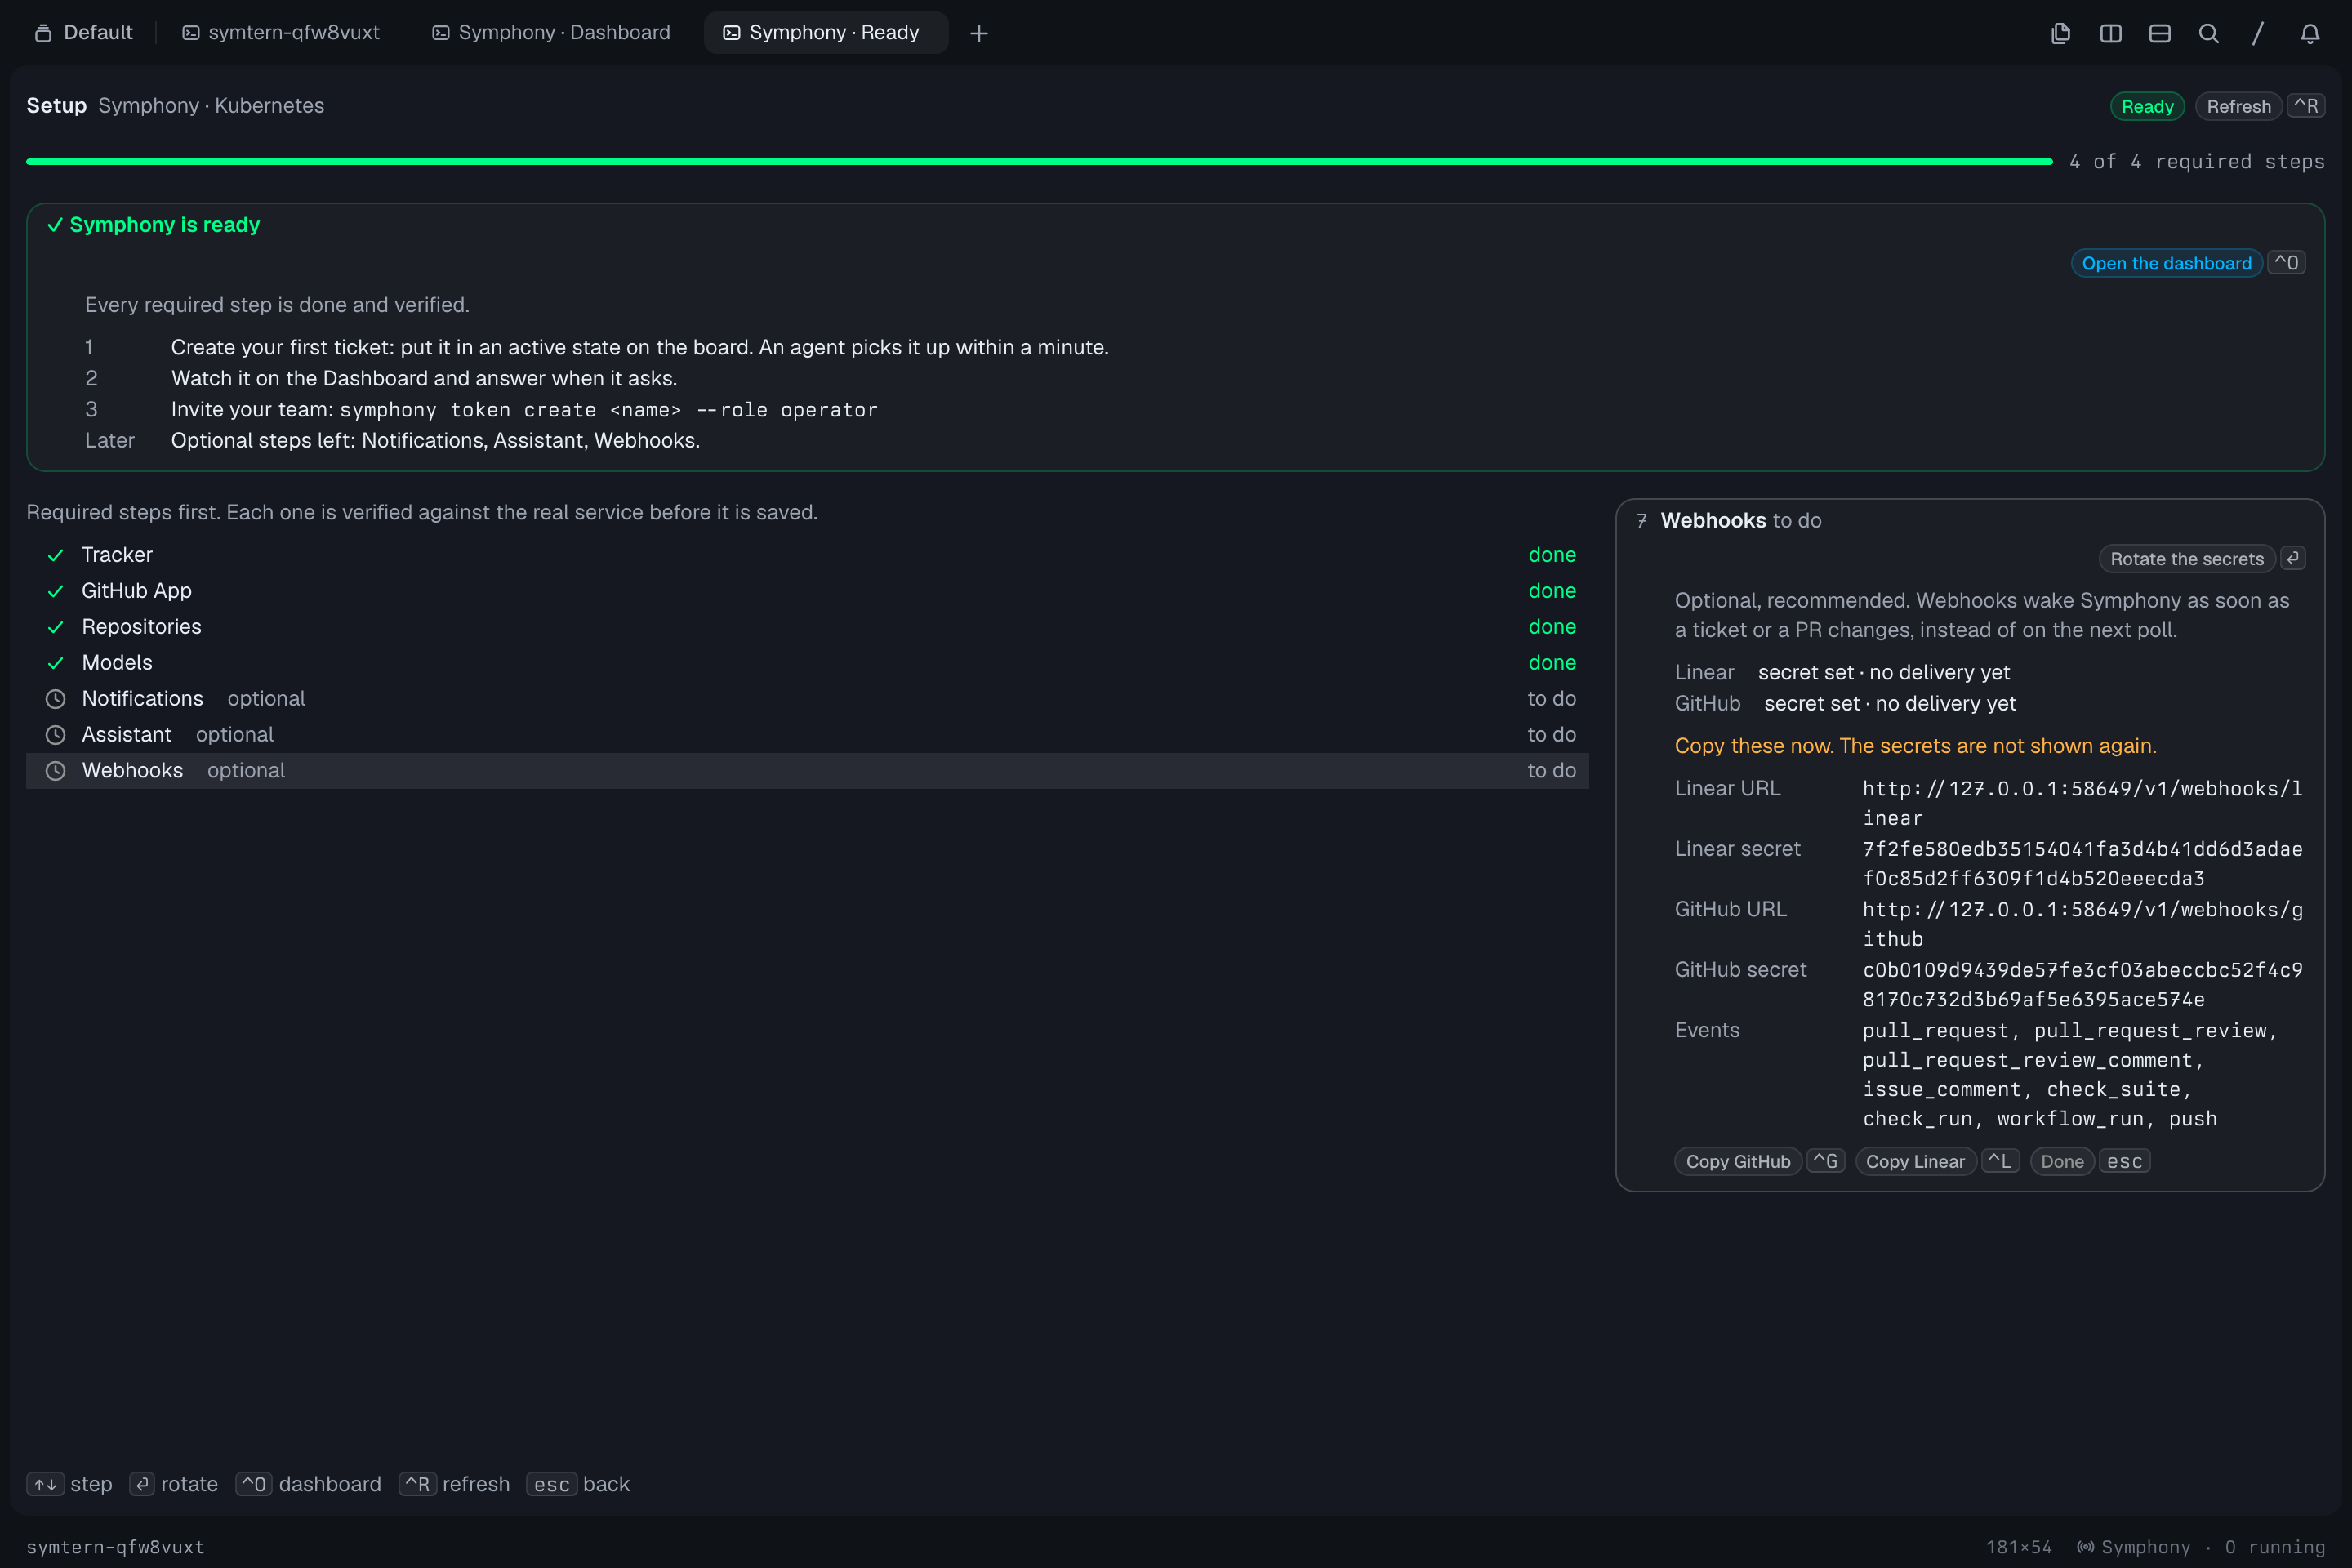 Default symtern-qfw8vuxt Symphony · Dashboard Symphony · Ready
Setup Symphony · Kubernetes Ready Refresh ^R
4 of 4 required steps
✓ Symphony is ready
Open the dashboard ^O
Every required step is done and verified.
1 Create your first ticket: put it in an active state on the board. An agent picks it up within a minute.
2 Watch it on the Dashboard and answer when it asks.
3 Invite your team: symphony token create <name> --role operator
Later Optional steps left: Notifications, Assistant, Webhooks.
Required steps first. Each one is verified against the real service before it is saved.
✓ Tracker done
✓ GitHub App done
✓ Repositories done
✓ Models done
Notifications optional to do
Assistant optional to do
Webhooks optional to do
7 Webhooks to do
Rotate the secrets ↵
Optional, recommended. Webhooks wake Symphony as soon as
a ticket or a PR changes, instead of on the next poll.
Linear secret set · no delivery yet
GitHub secret set · no delivery yet
Copy these now. The secrets are not shown again.
Linear URL http://127.0.0.1:58649/v1/webhooks/l
inear
Linear secret 7f2fe580edb35154041fa3d4b41dd6d3adae
f0c85d2ff6309f1d4b520eeecda3
GitHub URL http://127.0.0.1:58649/v1/webhooks/g
ithub
GitHub secret c0b0109d9439de57fe3cf03abeccbc52f4c9
8170c732d3b69af5e6395ace574e
Events pull_request, pull_request_review,
pull_request_review_comment,
issue_comment, check_suite,
check_run, workflow_run, push
Copy GitHub ^G Copy Linear ^L Done esc
↑↓ step ↵ rotate ^O dashboard ^R refresh esc back
symtern-qfw8vuxt 181×54 Symphony · 0 running